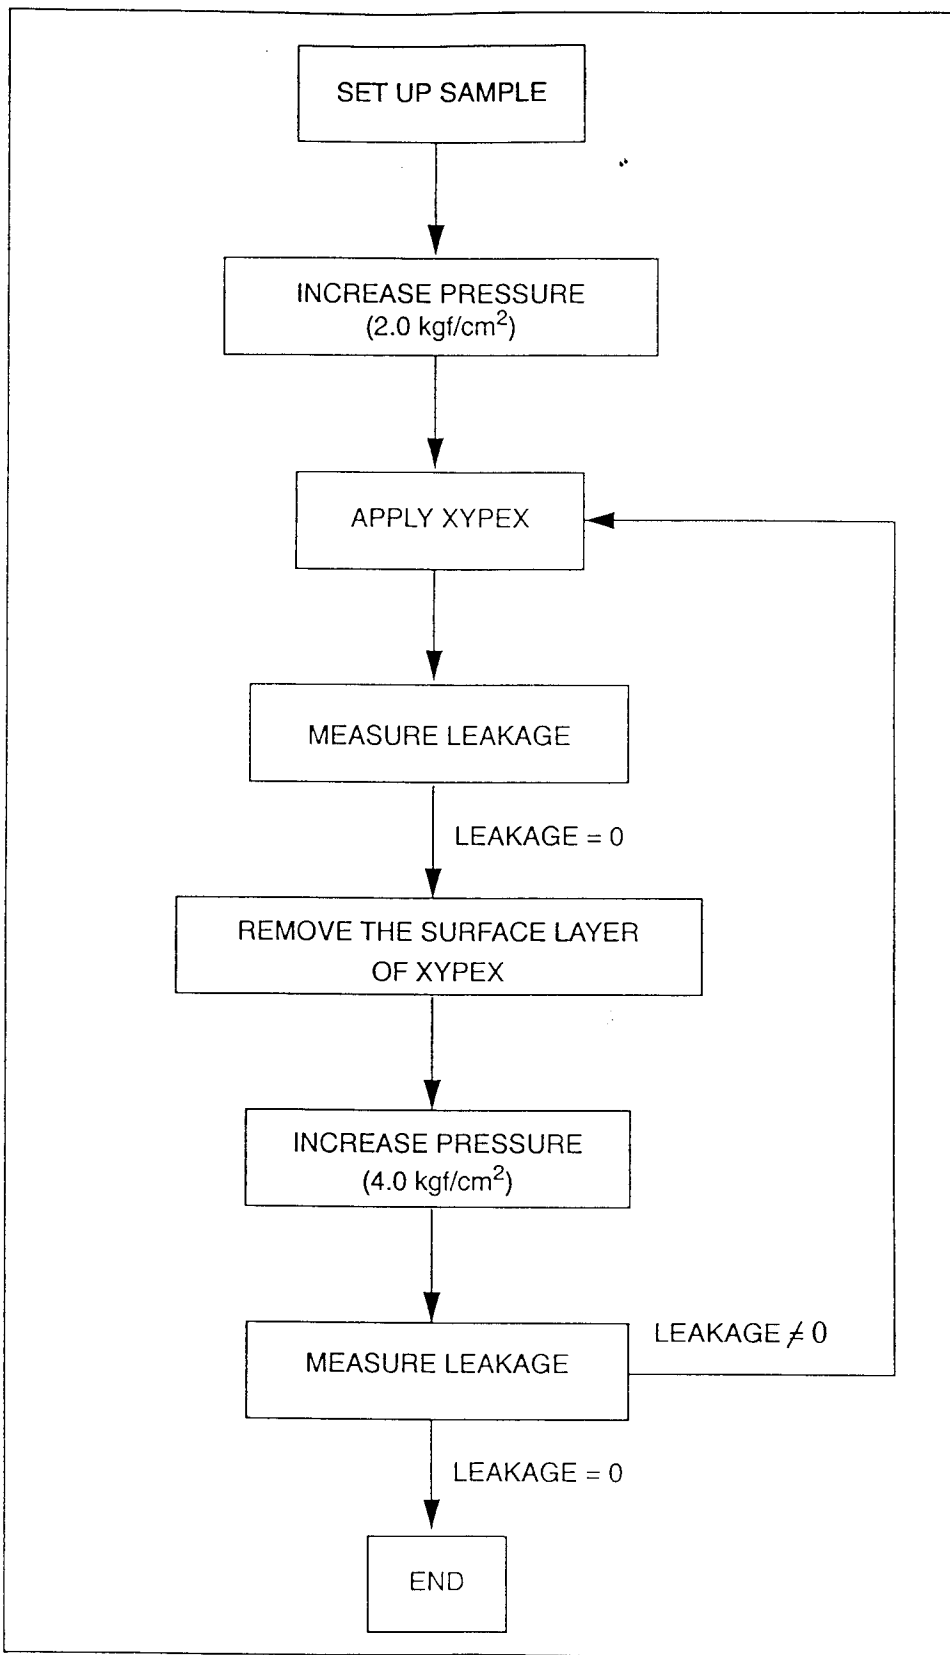 SET UP SAMPLE
INCREASE PRESSURE
(2.0 kgf/cm²)
APPLY XYPEX
MEASURE LEAKAGE
LEAKAGE = 0
REMOVE THE SURFACE LAYER
OF XYPEX
INCREASE PRESSURE
(4.0 kgf/cm²)
MEASURE LEAKAGE
LEAKAGE ≠ 0
LEAKAGE = 0
END